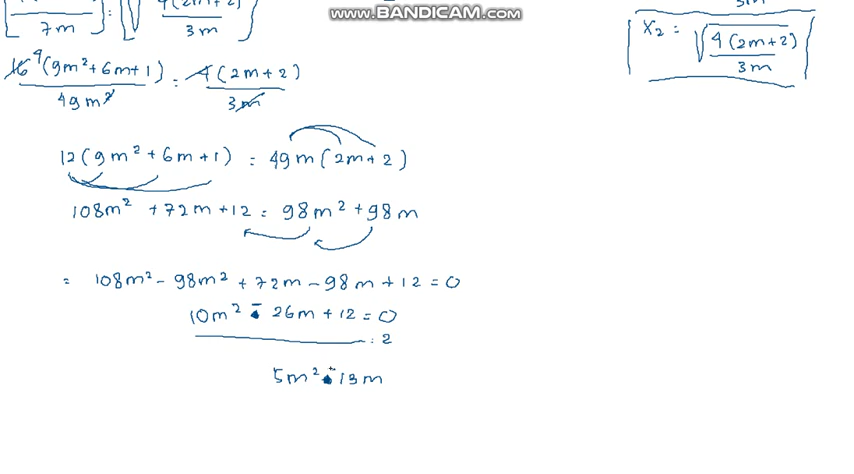 www.BANDICAM.com
7m
3m
16 4 (9m² + 6m + 1) = 4 (2m + 2)
49m²
3m
12 (9m² + 6m + 1) = 49m (2m + 2)
108m² + 72m + 12 = 98m² + 98m
= 108m² - 98m² + 72m - 98m + 12 = 0
10m² - 26m + 12 = 0
: 2
5m² - 13m
x₂ = √4 (2m + 2)
3m